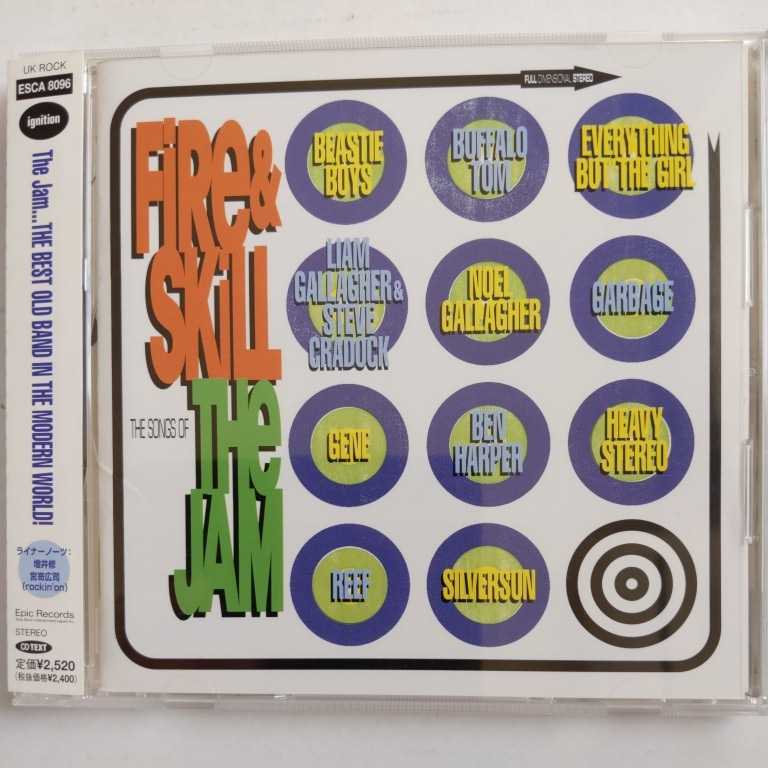 UK ROCK
ESCA 8096
ignition
The Jam...THE BEST OLD BAND IN THE MODERN WORLD!
ライナーノーツ:
増井修
宮嵜広司
(rockin'on)
Epic Records
STEREO
CD TEXT
定価¥2,520
(税抜価格¥2,400)
FULL DIMENSIONAL STEREO
FiRe &
SKiLL
THE SONGS OF
THe
JAM
BEASTIE
BOYS
BUFFALO
TOM
EVERYTHING
BUT THE GIRL
LIAM
GALLAGHER &
STEVE
CRADOCK
NOEL
GALLAGHER
GARBAGE
GENE
BEN
HARPER
HEAVY
STEREO
REEF
SILVERSUN